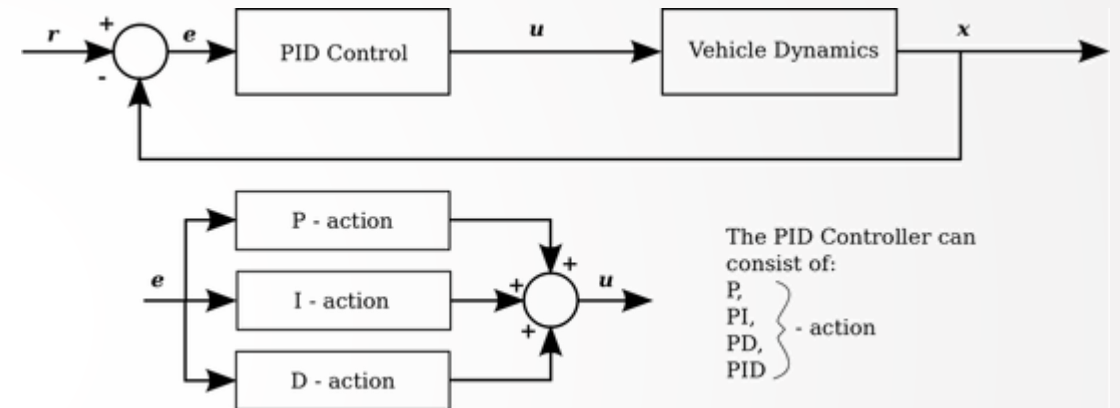 r
+
-
e
PID Control
u
Vehicle Dynamics
x
P - action
I - action
D - action
e
+
+
+
u
The PID Controller can
consist of:
P,
PI,
PD,
PID
- action